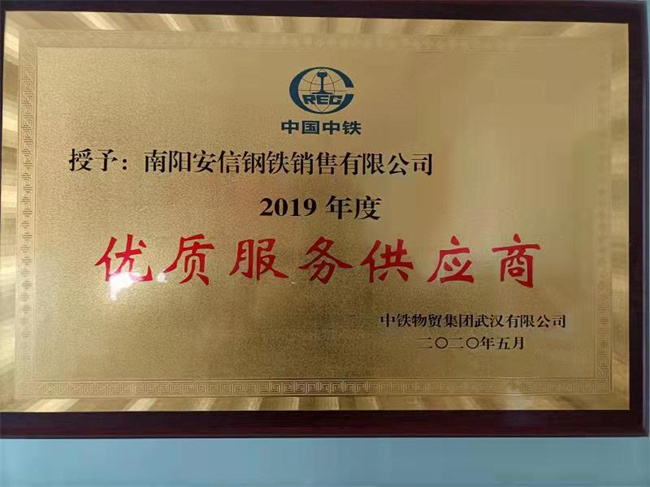 CREC
中国中铁
授予：南阳安信钢铁销售有限公司
2019 年度
优质服务供应商
中铁物贸集团武汉有限公司
二〇二〇年五月